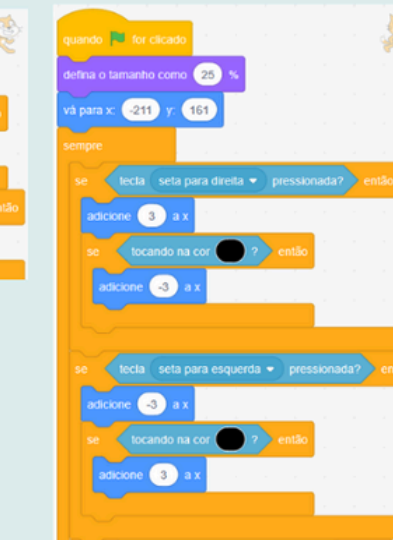 quando for clicado
defina o tamanho como 25 %
vá para x: -211 y: 161
sempre
se tecla seta para direita pressionada? então
adicione 3 a x
se tocando na cor ? então
adicione -3 a x
se tecla seta para esquerda pressionada? en
adicione -3 a x
se tocando na cor ? então
adicione 3 a x